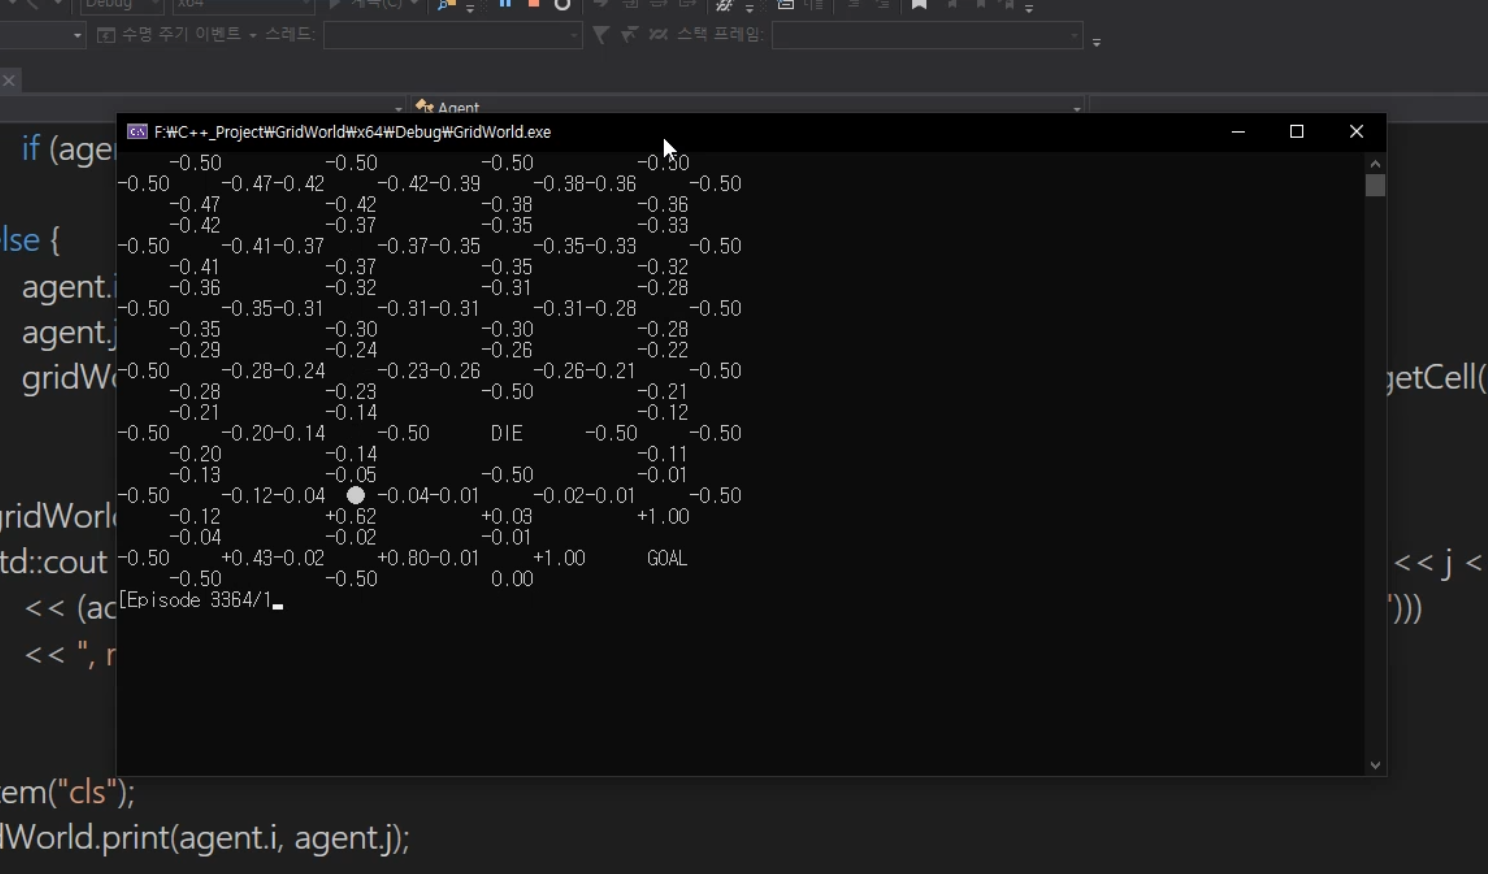 Debug x64 계속(C)
수명 주기 이벤트 스레드: 스택 프레임:
Agent
F:₩C++_Project₩GridWorld₩x64₩Debug₩GridWorld.exe
-0.50 -0.50 -0.50 -0.50
-0.50 -0.47-0.42 -0.42-0.39 -0.38-0.36 -0.50
-0.47 -0.42 -0.38 -0.36
-0.42 -0.37 -0.35 -0.33
-0.50 -0.41-0.37 -0.37-0.35 -0.35-0.33 -0.50
-0.41 -0.37 -0.35 -0.32
-0.36 -0.32 -0.31 -0.28
-0.50 -0.35-0.31 -0.31-0.31 -0.31-0.28 -0.50
-0.35 -0.30 -0.30 -0.28
-0.29 -0.24 -0.26 -0.22
-0.50 -0.28-0.24 -0.23-0.26 -0.26-0.21 -0.50
-0.28 -0.23 -0.50 -0.21
-0.21 -0.14 -0.12
-0.50 -0.20-0.14 -0.50 DIE -0.50 -0.50
-0.20 -0.14 -0.11
-0.13 -0.05 -0.50 -0.01
-0.50 -0.12-0.04 -0.04-0.01 -0.02-0.01 -0.50
-0.12 +0.62 +0.03 +1.00
-0.04 -0.02 -0.01
-0.50 +0.43-0.02 +0.80-0.01 +1.00 GOAL
-0.50 -0.50 0.00
[Episode 3364/1
if (age
lse {
agent.i
agent.j
gridWo getCell(
gridWorl
td::cout << j <
<< (ac ')))
<< ", r
em("cls");
dWorld.print(agent.i, agent.j);